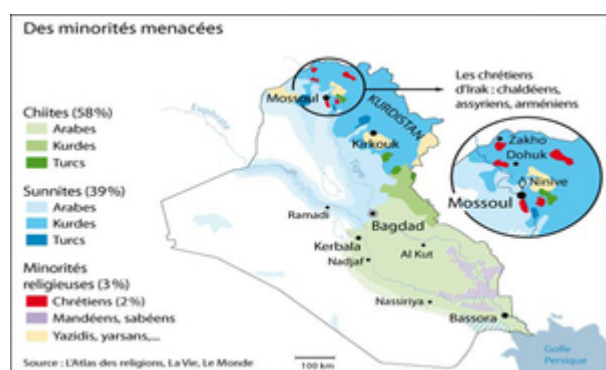 Des minorités menacées
Les chrétiens
d'Irak : chaldéens,
assyriens, arméniens
Mossoul
KURDISTAN
Kirkouk
Euphrate
Tigre
Chiites (58%)
Arabes
Kurdes
Turcs
Sunnites (39%)
Arabes
Kurdes
Turcs
Minorités
religieuses (3%)
Chrétiens (2%)
Mandéens, sabéens
Yazidis, yarsans,...
Zakho
Dohuk
Ninive
Mossoul
Ramadi
Bagdad
Kerbala
Nadjaf
Al Kut
Nassiriya
Bassora
Golfe
Persique
100 km
Source : L'Atlas des religions, La Vie, Le Monde